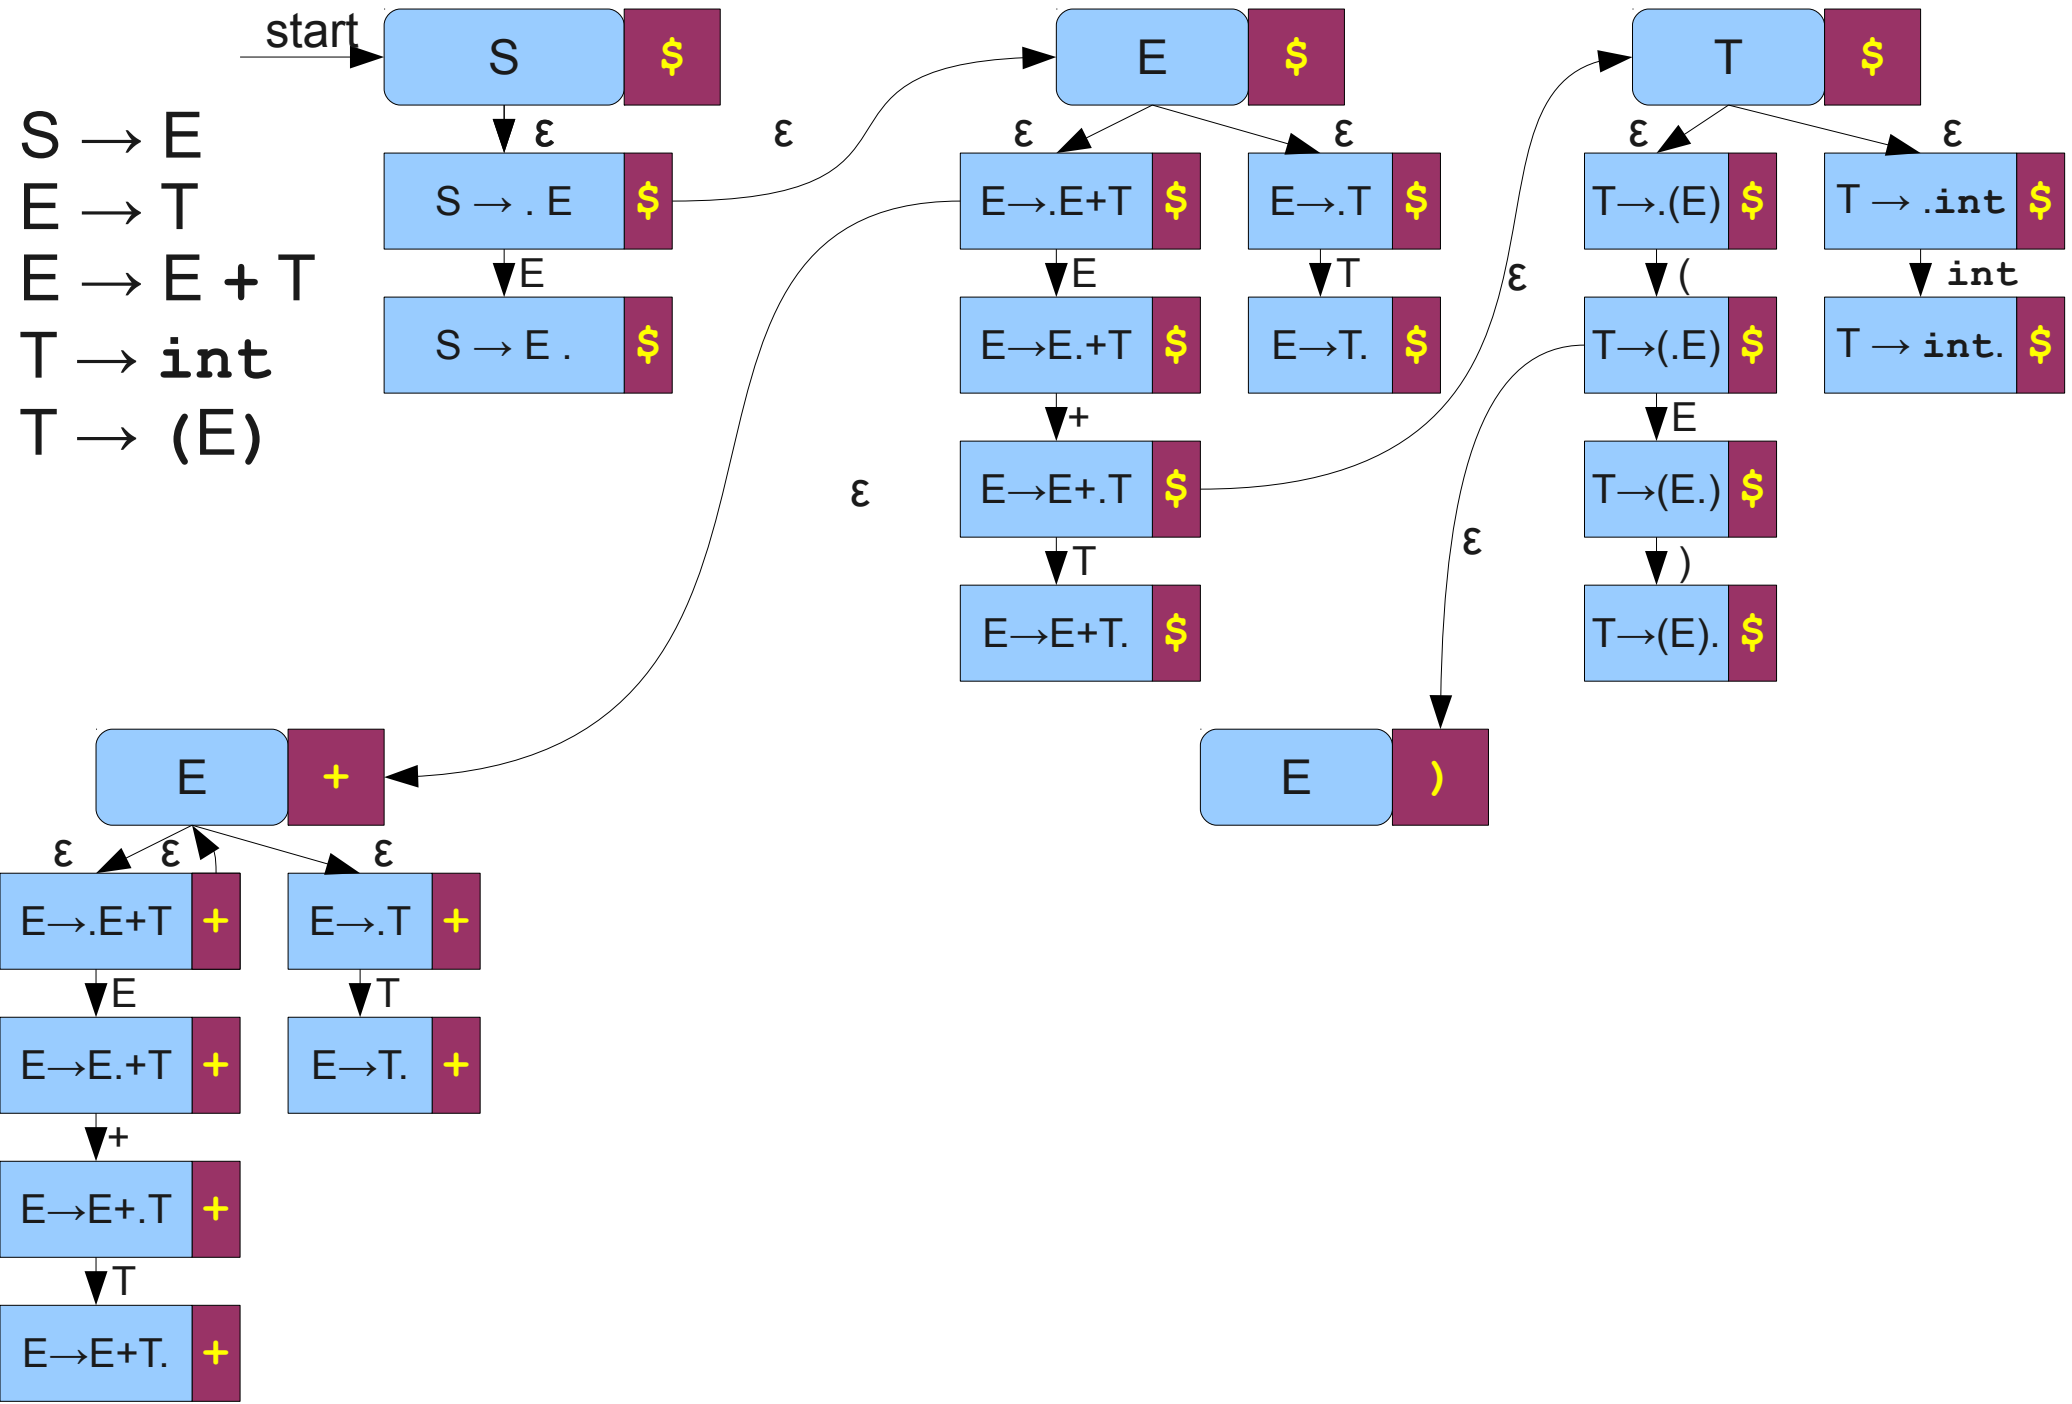 start
S $ E $ T $
S → E
E → T
E → E + T
T → int
T → (E)
ε ε ε ε ε ε
S → . E $ E→.E+T $ E→.T $ T→.(E) $ T → .int $
E E T ε ( int
S → E . $ E→E.+T $ E→T. $ T→(.E) $ T → int. $
+ E
ε E→E+.T $ T→(E.) $
T ε )
E→E+T. $ T→(E). $
E + E )
ε ε ε
E→.E+T + E→.T +
E T
E→E.+T + E→T. +
+
E→E+.T +
T
E→E+T. +